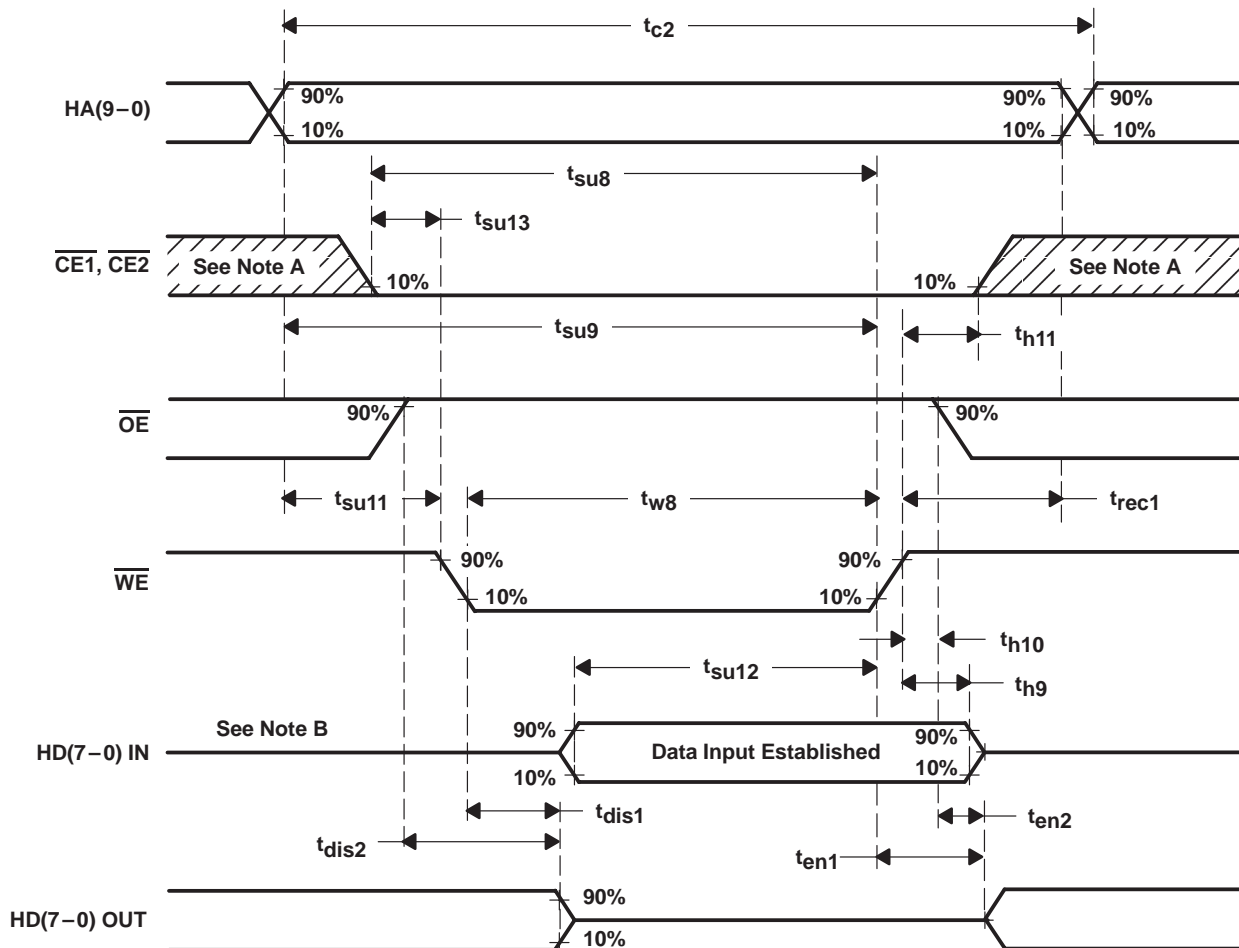 tc2
HA(9−0)
90%
90%
90%
10%
10%
10%
tsu8
tsu13
CE1, CE2
See Note A
See Note A
10%
10%
tsu9
th11
OE
90%
90%
tsu11
tw8
trec1
WE
90%
90%
10%
10%
th10
tsu12
th9
See Note B
HD(7−0) IN
90%
Data Input Established
90%
10%
10%
tdis1
ten2
tdis2
ten1
HD(7−0) OUT
90%
10%